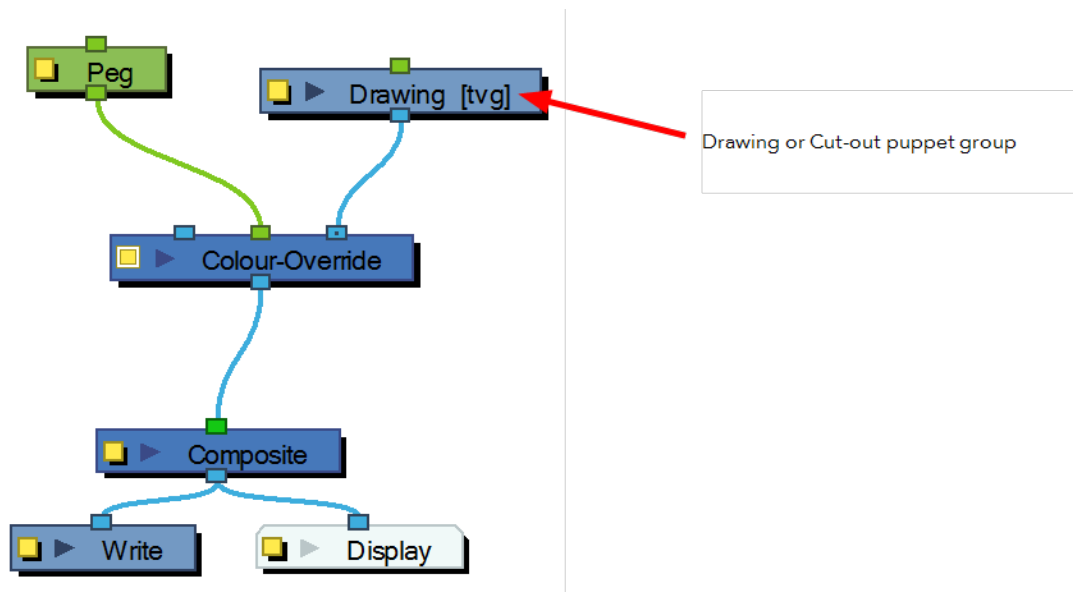 Peg
Drawing [tvg]
Drawing or Cut-out puppet group
Colour-Override
Composite
Write
Display